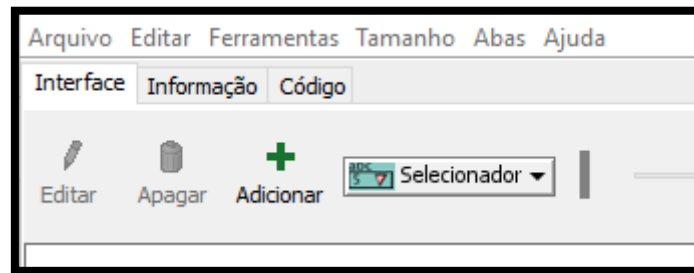 Arquivo Editar Ferramentas Tamanho Abas Ajuda
Interface Informação Código
Editar Apagar Adicionar Selecionador